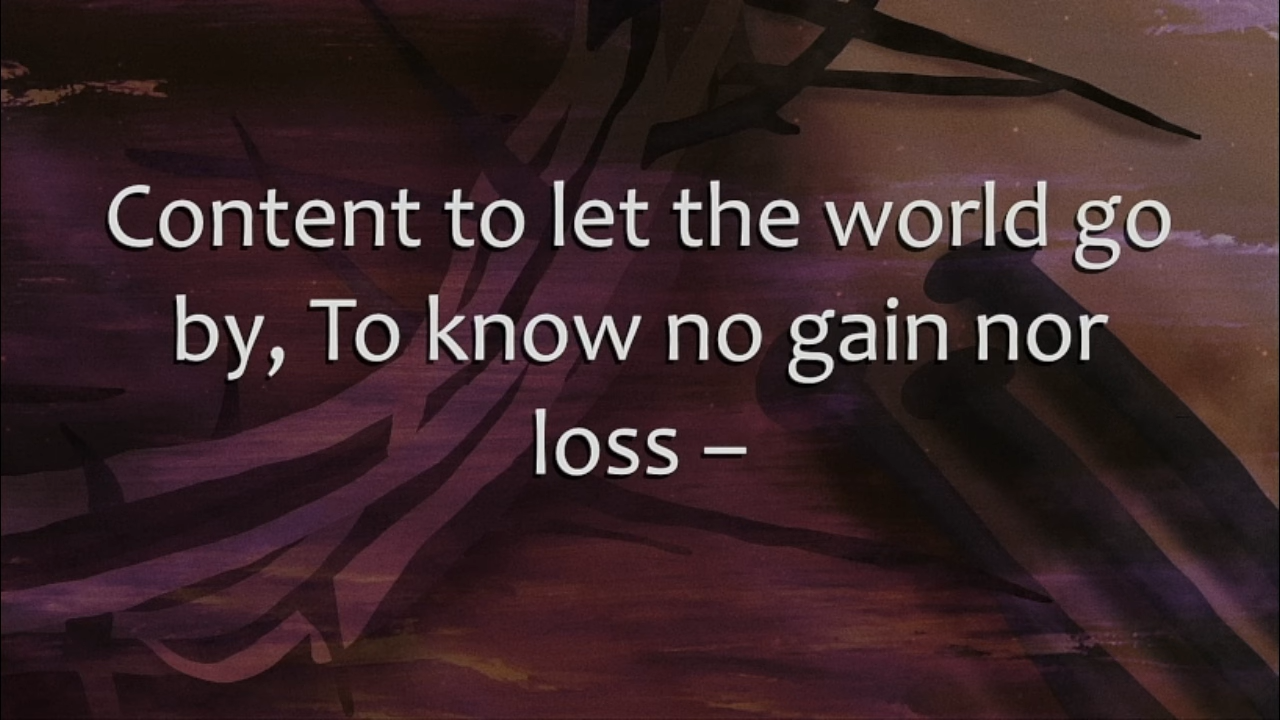 Content to let the world go
by, To know no gain nor
loss –